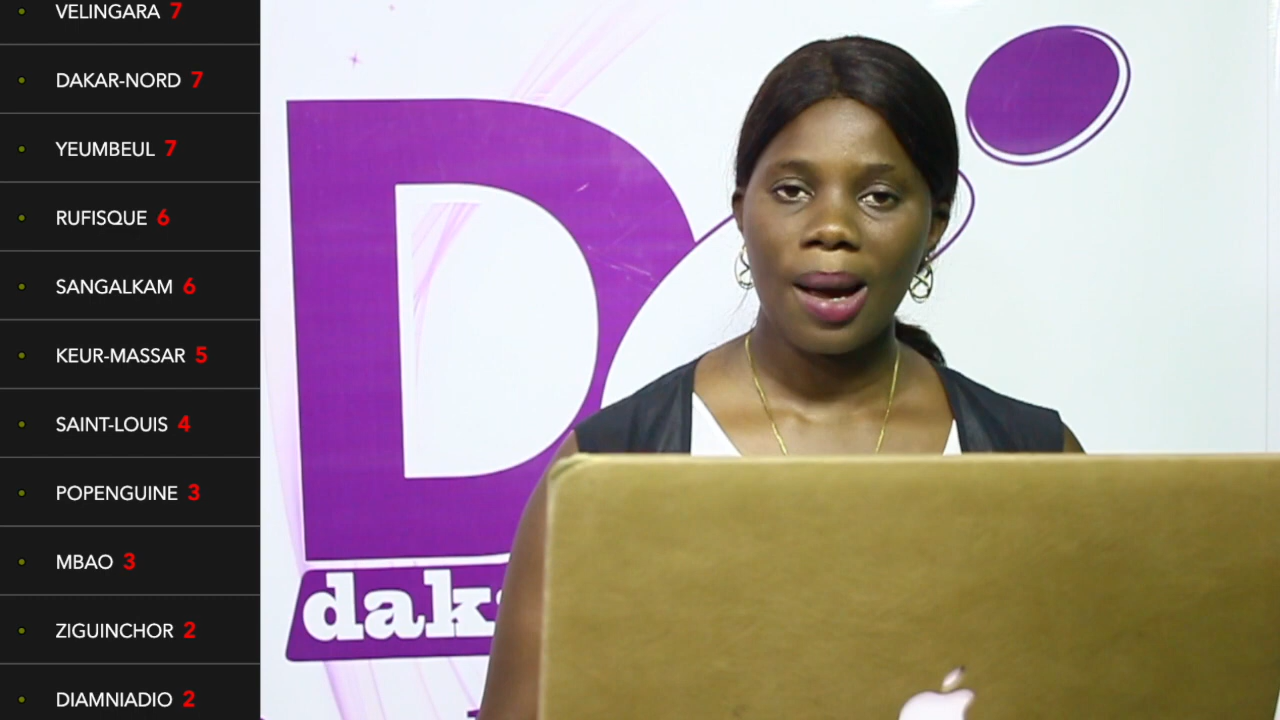 VELINGARA 7
DAKAR-NORD 7
YEUMBEUL 7
RUFISQUE 6
SANGALKAM 6
KEUR-MASSAR 5
SAINT-LOUIS 4
POPENGUINE 3
MBAO 3
ZIGUINCHOR 2
DIAMNIADIO 2
D
dak